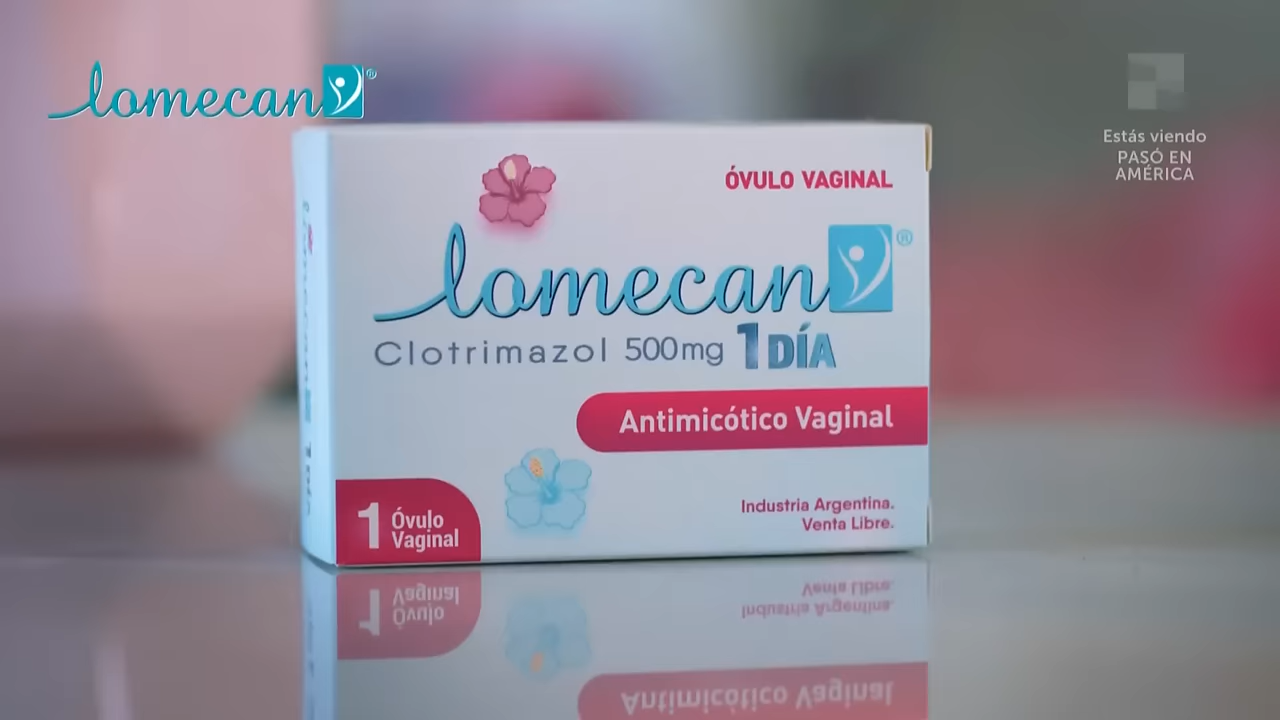 lomecan
Estás viendo
PASÓ EN
AMÉRICA
ÓVULO VAGINAL
lomecan
Clotrimazol 500mg 1 DÍA
Antimicótico Vaginal
Industria Argentina.
Venta Libre.
1 Óvulo
Vaginal